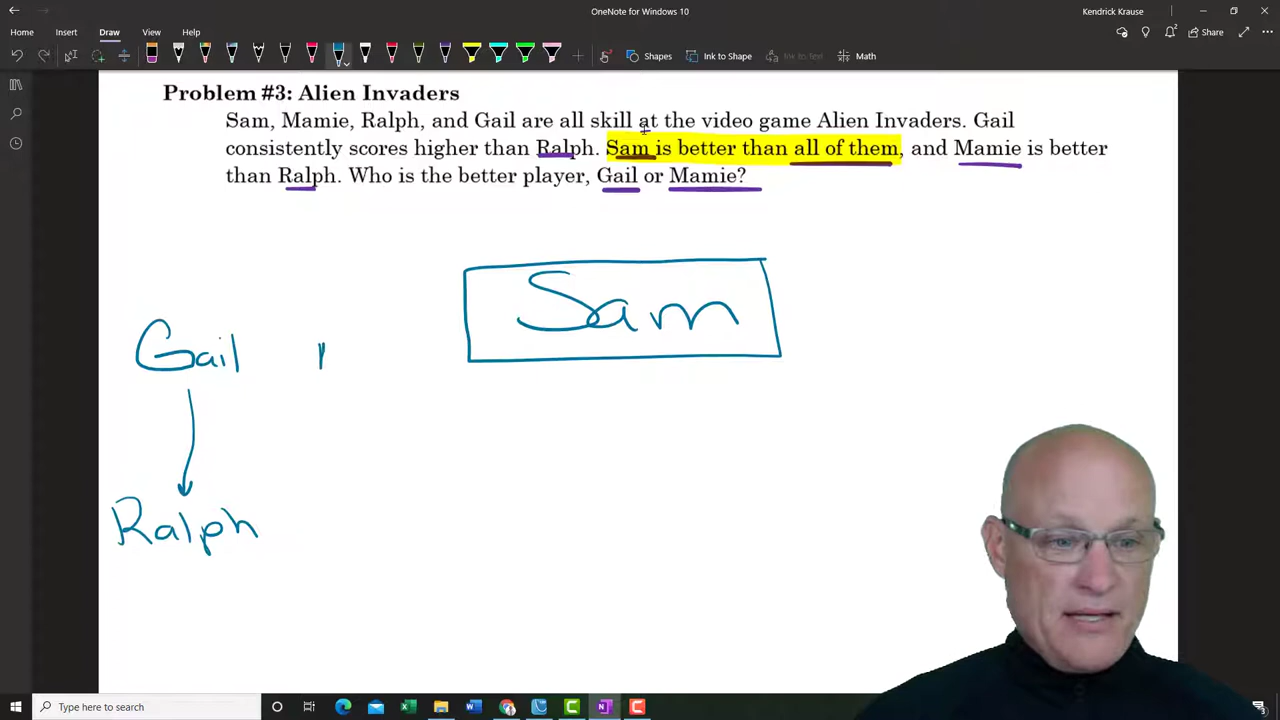 OneNote for Windows 10
Kendrick Krause
Home Insert Draw View Help
Shapes Ink to Shape Ink to Text Math Share
Problem #3: Alien Invaders
Sam, Mamie, Ralph, and Gail are all skill at the video game Alien Invaders. Gail
consistently scores higher than Ralph. Sam is better than all of them, and Mamie is better
than Ralph. Who is the better player, Gail or Mamie?
Sam
Gail
Ralph
Type here to search